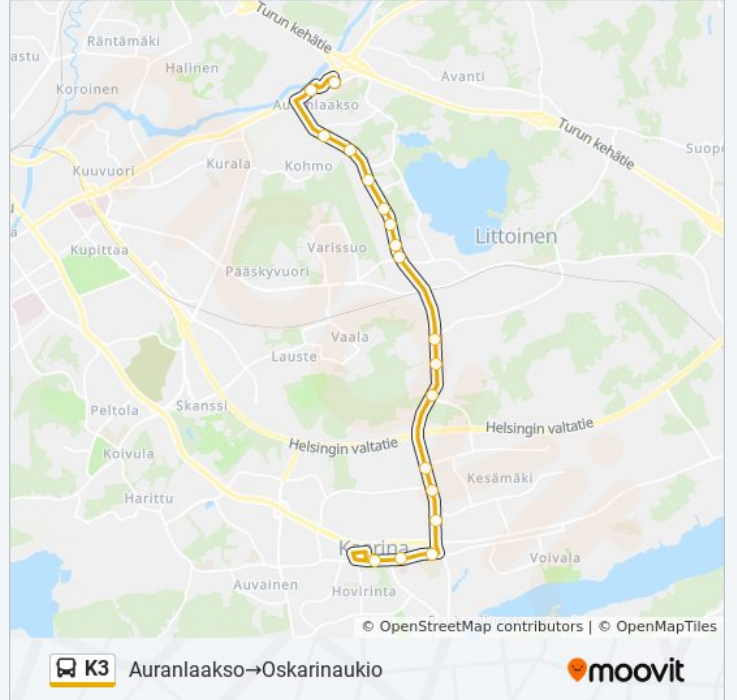 Turun kehätie
Räntämäki
Halinen
Avanti
Koroinen
Auranlaakso
Turun kehätie
Kurala
Kohmo
Kuuvuori
Littoinen
Varissuo
Kupittaa
Pääskyvuori
Vaala
Lauste
Peltola
Skanssi
Helsingin valtatie
Helsingin valtatie
Koivula
Kesämäki
Harittu
Kaarina
Voivala
Auvainen
Hovirinta
© OpenStreetMap contributors | © OpenMapTiles
K3
Auranlaakso→Oskarinaukio
moovit